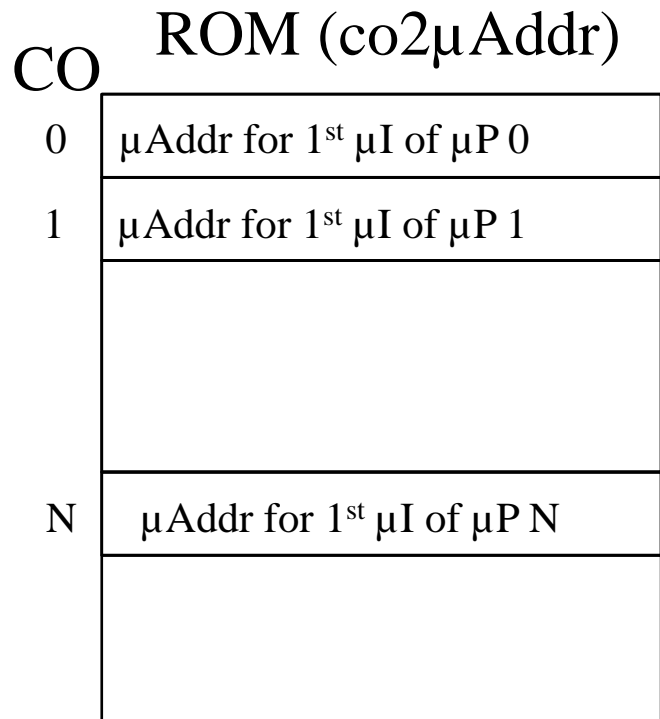 ROM (co2µAddr)
CO
0 µAddr for 1st µI of µP 0
1 µAddr for 1st µI of µP 1
N µAddr for 1st µI of µP N